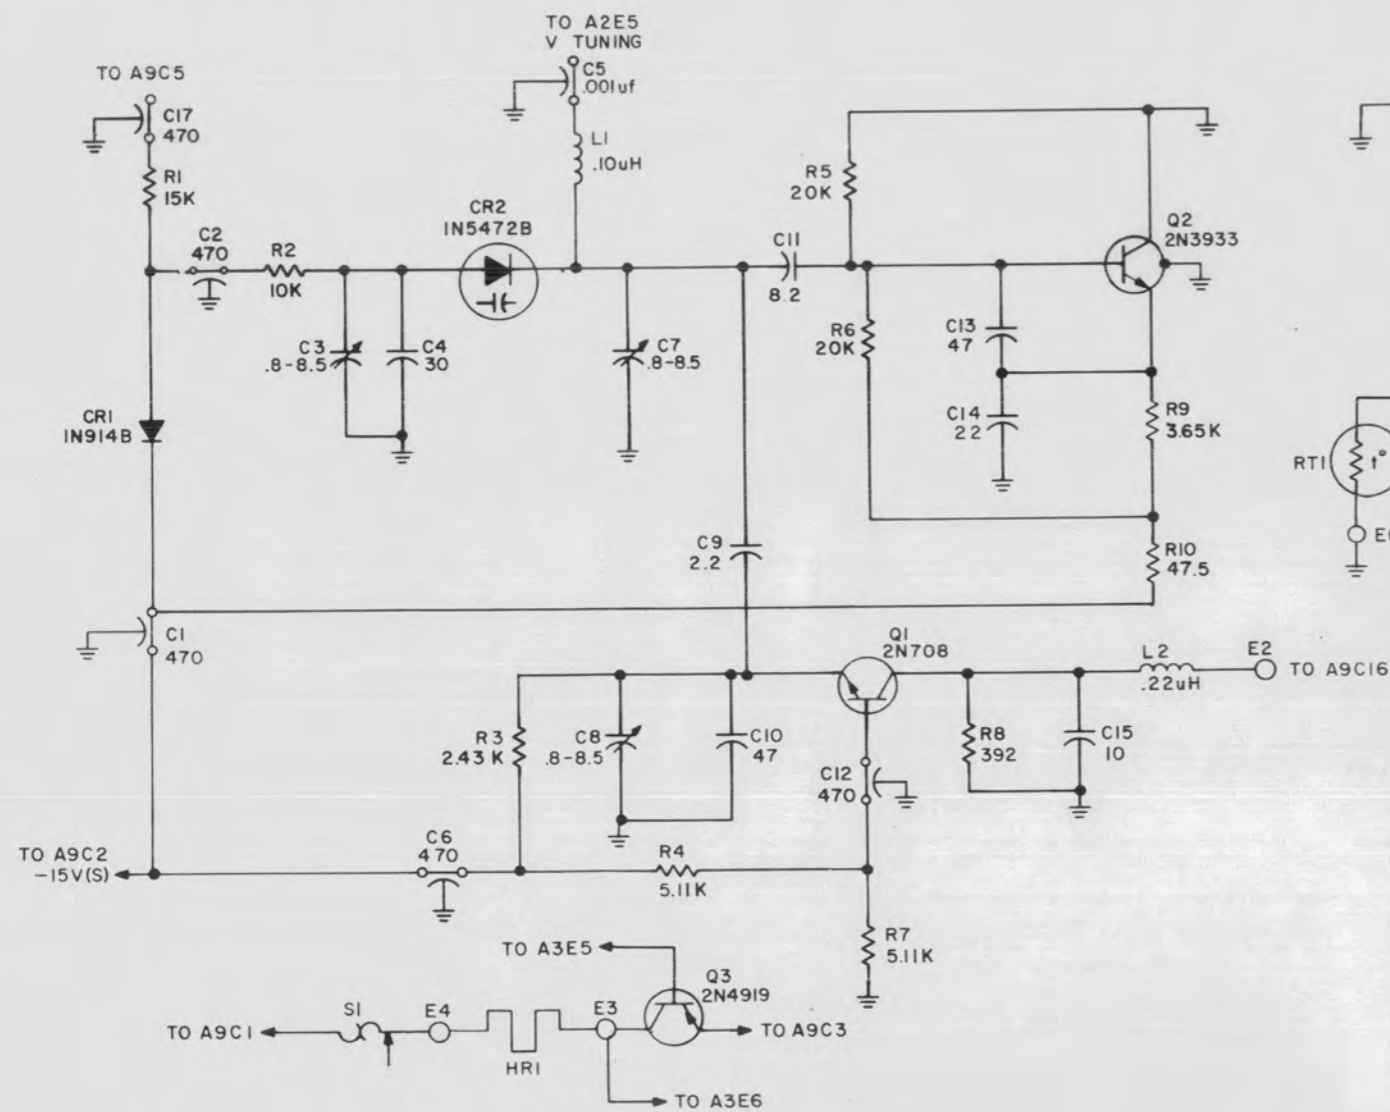 TO A2E5
V TUNING
TO A9C5
C5
.001uf
C17
470
L1
.10uH
R1
15K
R5
20K
CR2
1N5472B
C2
470
R2
10K
C11
8.2
Q2
2N3933
C3
.8-8.5
C4
30
C7
.8-8.5
R6
20K
C13
47
C14
22
R9
3.65K
CR1
1N914B
RT1
t°
C9
2.2
R10
47.5
C1
470
Q1
2N708
L2
.22uH
E2
TO A9C16
R3
2.43 K
C8
.8-8.5
C10
47
C12
470
R8
392
C15
10
TO A9C2
-15V(S)
C6
470
R4
5.11K
R7
5.11K
TO A3E5
Q3
2N4919
TO A9C1
S1
E4
HR1
E3
TO A9C3
TO A3E6